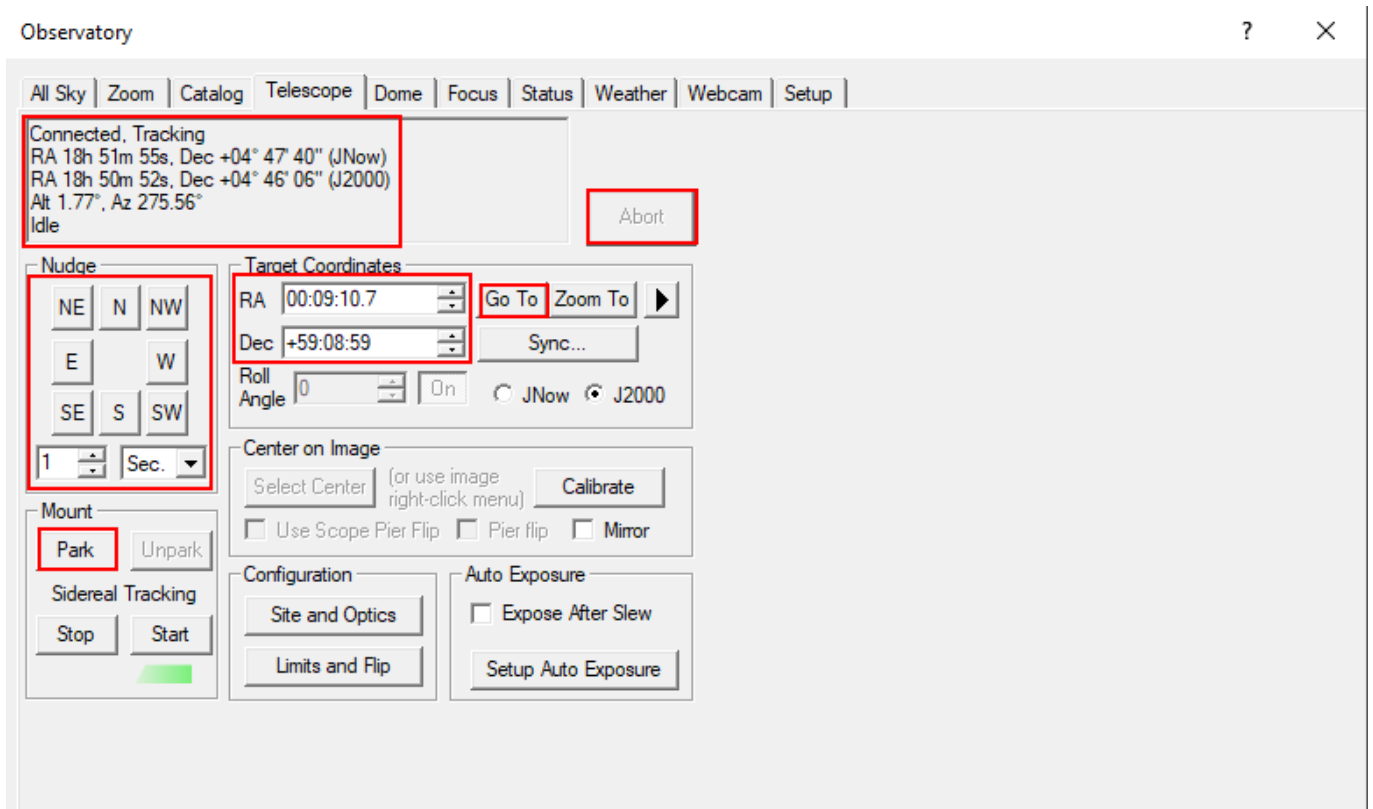 Observatory ? ×
All Sky Zoom Catalog Telescope Dome Focus Status Weather Webcam Setup
Connected, Tracking
RA 18h 51m 55s, Dec +04° 47' 40" (JNow)
RA 18h 50m 52s, Dec +04° 46' 06" (J2000)
Alt 1.77°, Az 275.56°
Idle
Abort
Nudge
NE N NW
E W
SE S SW
1 Sec.
Target Coordinates
RA 00:09:10.7 Go To Zoom To
Dec +59:08:59 Sync...
Roll
Angle 0 On JNow J2000
Center on Image
Select Center (or use image
right-click menu) Calibrate
Use Scope Pier Flip Pier flip Mirror
Mount
Park Unpark
Sidereal Tracking
Stop Start
Configuration
Site and Optics
Limits and Flip
Auto Exposure
Expose After Slew
Setup Auto Exposure